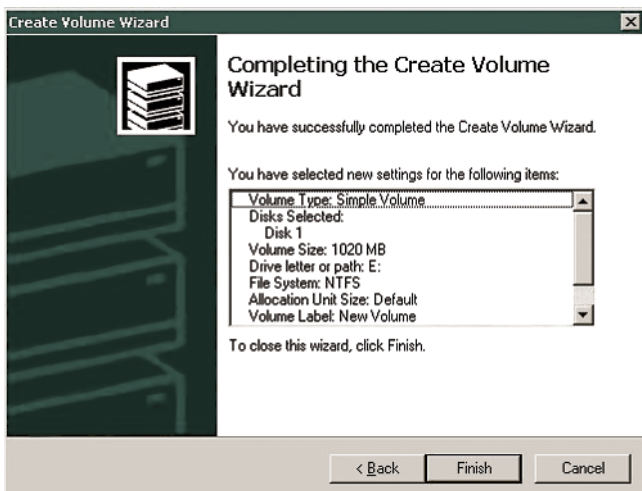 Create Volume Wizard
Completing the Create Volume
Wizard
You have successfully completed the Create Volume Wizard.
You have selected new settings for the following items:
Volume Type: Simple Volume
Disks Selected:
Disk 1
Volume Size: 1020 MB
Drive letter or path: E:
File System: NTFS
Allocation Unit Size: Default
Volume Label: New Volume
To close this wizard, click Finish.
< Back
Finish
Cancel